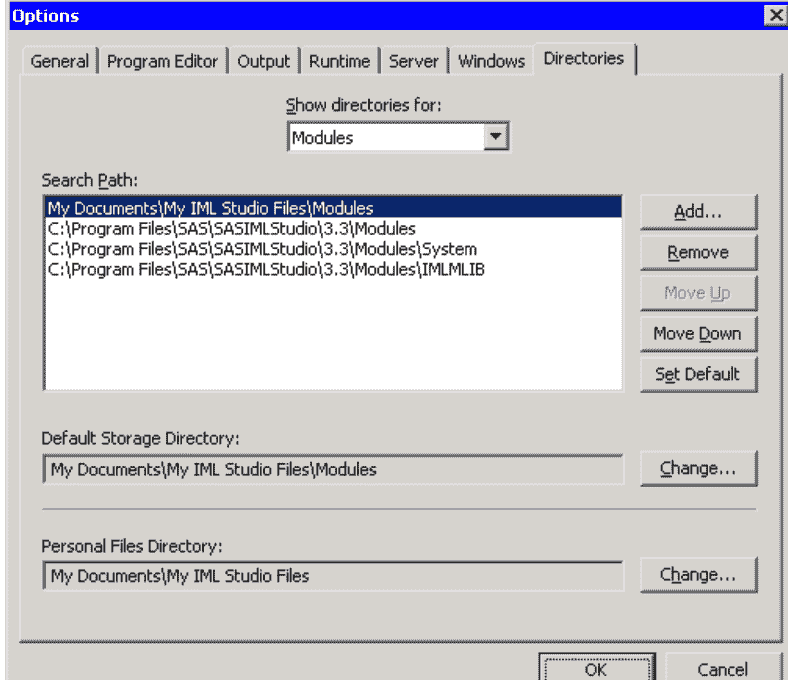 Options
General Program Editor Output Runtime Server Windows Directories
Show directories for:
Modules
Search Path:
My Documents\My IML Studio Files\Modules
C:\Program Files\SAS\SASIMLStudio\3.3\Modules
C:\Program Files\SAS\SASIMLStudio\3.3\Modules\System
C:\Program Files\SAS\SASIMLStudio\3.3\Modules\IMLMLIB
Add...
Remove
Move Up
Move Down
Set Default
Default Storage Directory:
My Documents\My IML Studio Files\Modules
Change...
Personal Files Directory:
My Documents\My IML Studio Files
Change...
OK Cancel